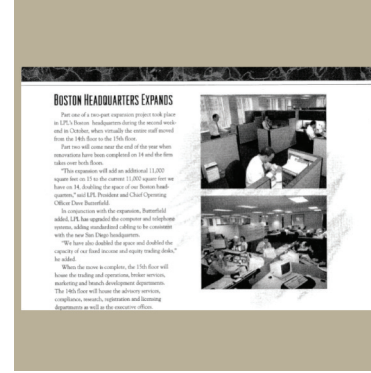 BOSTON HEADQUARTERS EXPANDS
Part one of a two-part expansion project took place
in LPL's Boston headquarters during the second week-
end in October, when virtually the entire staff moved
from the 14th floor to the 15th floor.
Part two will come near the end of the year when
renovations have been completed on 14 and the firm
takes over both floors.
"This expansion will add an additional 11,000
square feet on 15 to the current 11,000 square feet we
have on 14, doubling the space of our Boston head-
quarters," said LPL President and Chief Operating
Officer Dave Butterfield.
In conjunction with the expansion, Butterfield
added, LPL has upgraded the computer and telephone
systems, adding standardized cabling to be consistent
with the new San Diego headquarters.
"We have also doubled the space and doubled the
capacity of our fixed income and equity trading desks,"
he added.
When the move is complete, the 15th floor will
house the trading and operations, broker services,
marketing and branch development departments.
The 14th floor will house the advisory services,
compliance, research, registration and licensing
departments as well as the executive offices.